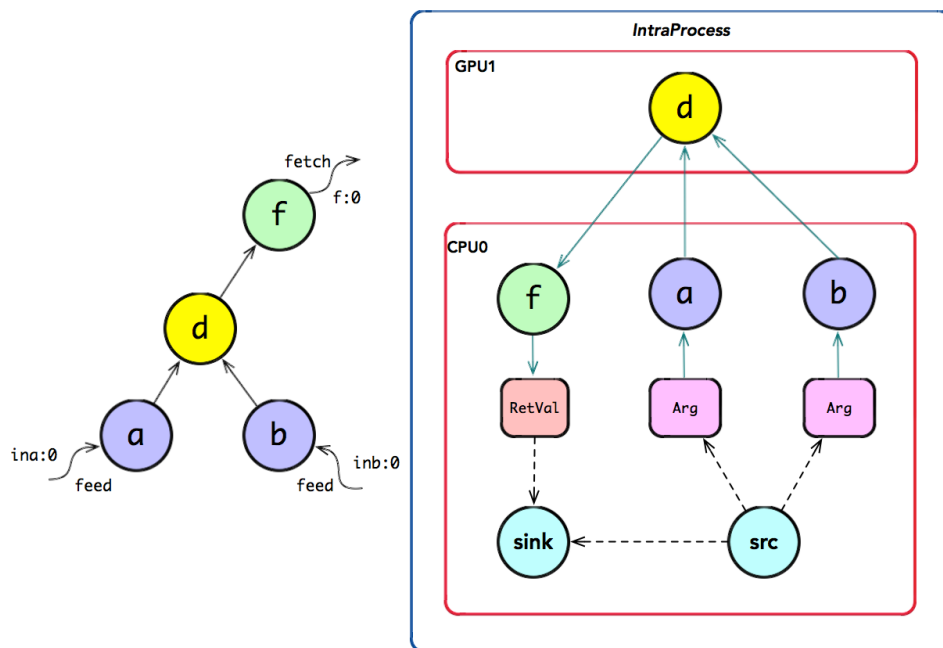 fetch
f:0
f
d
a
b
ina:0
feed
inb:0
feed
IntraProcess
GPU1
d
CPU0
f
a
b
RetVal
Arg
Arg
sink
src